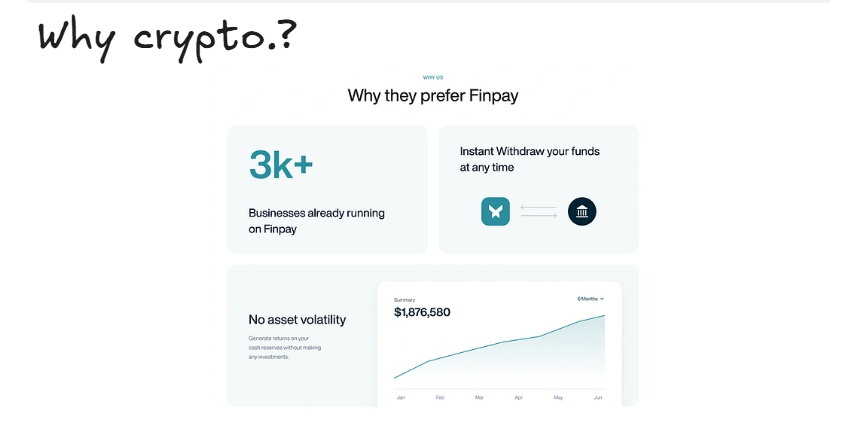 Why crypto.?
WHY US
Why they prefer Finpay
3k+
Businesses already running
on Finpay
Instant Withdraw your funds
at any time
No asset volatility
Generate returns on your
cash reserves without making
any investments.
Summary
$1,876,580
6 Months
Jan Feb Mar Apr May Jun